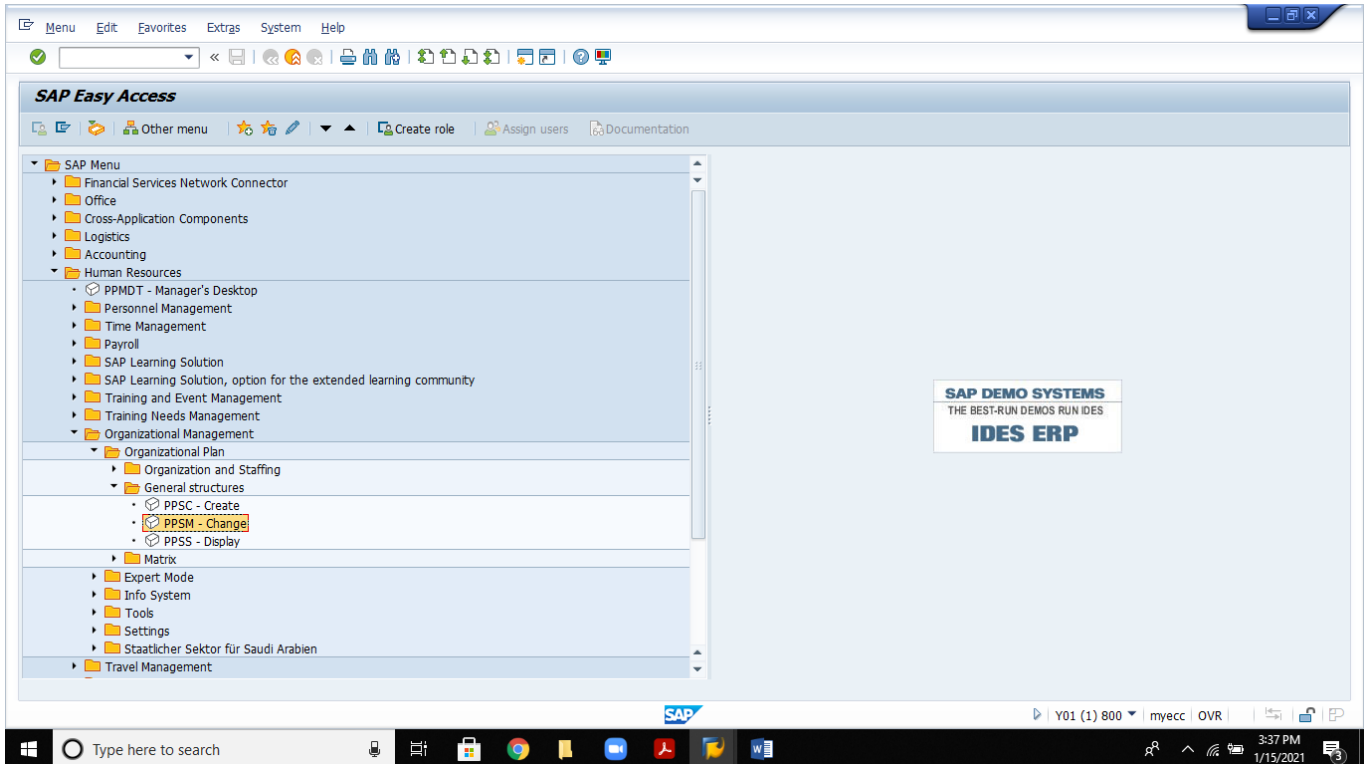 Menu Edit Favorites Extras System Help
SAP Easy Access
Other menu Create role Assign users Documentation
SAP Menu
Financial Services Network Connector
Office
Cross-Application Components
Logistics
Accounting
Human Resources
PPMDT - Manager's Desktop
Personnel Management
Time Management
Payroll
SAP Learning Solution
SAP Learning Solution, option for the extended learning community
Training and Event Management
Training Needs Management
Organizational Management
Organizational Plan
Organization and Staffing
General structures
PPSC - Create
PPSM - Change
PPSS - Display
Matrix
Expert Mode
Info System
Tools
Settings
Staatlicher Sektor für Saudi Arabien
Travel Management
SAP DEMO SYSTEMS
THE BEST-RUN DEMOS RUN IDES
IDES ERP
SAP
Y01 (1) 800 myecc OVR
Type here to search
3:37 PM
1/15/2021
3